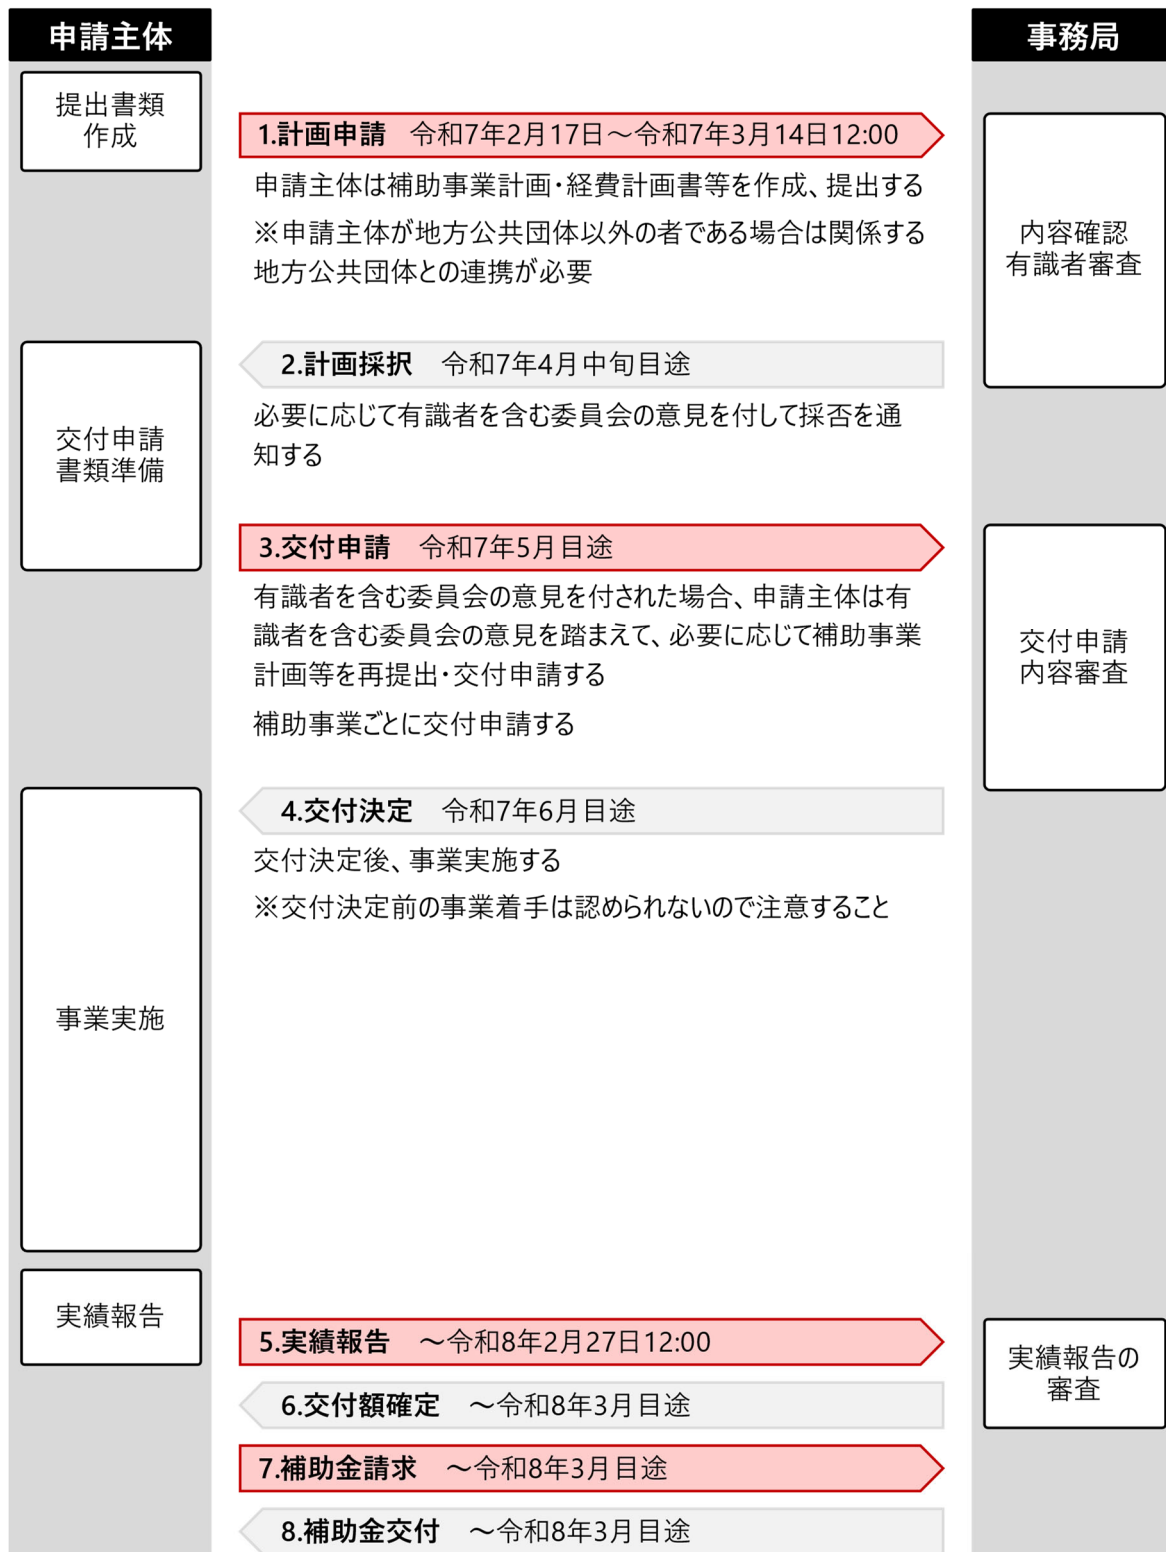 申請主体
事務局
提出書類
作成
1.計画申請　令和7年2月17日～令和7年3月14日12:00
申請主体は補助事業計画・経費計画書等を作成、提出する
※申請主体が地方公共団体以外の者である場合は関係する
地方公共団体との連携が必要
内容確認
有識者審査
2.計画採択　令和7年4月中旬目途
必要に応じて有識者を含む委員会の意見を付して採否を通
知する
交付申請
書類準備
3.交付申請　令和7年5月目途
有識者を含む委員会の意見を付された場合、申請主体は有
識者を含む委員会の意見を踏まえて、必要に応じて補助事業
計画等を再提出・交付申請する
補助事業ごとに交付申請する
交付申請
内容審査
4.交付決定　令和7年6月目途
交付決定後、事業実施する
※交付決定前の事業着手は認められないので注意すること
事業実施
実績報告
5.実績報告　～令和8年2月27日12:00
実績報告の
審査
6.交付額確定　～令和8年3月目途
7.補助金請求　～令和8年3月目途
8.補助金交付　～令和8年3月目途